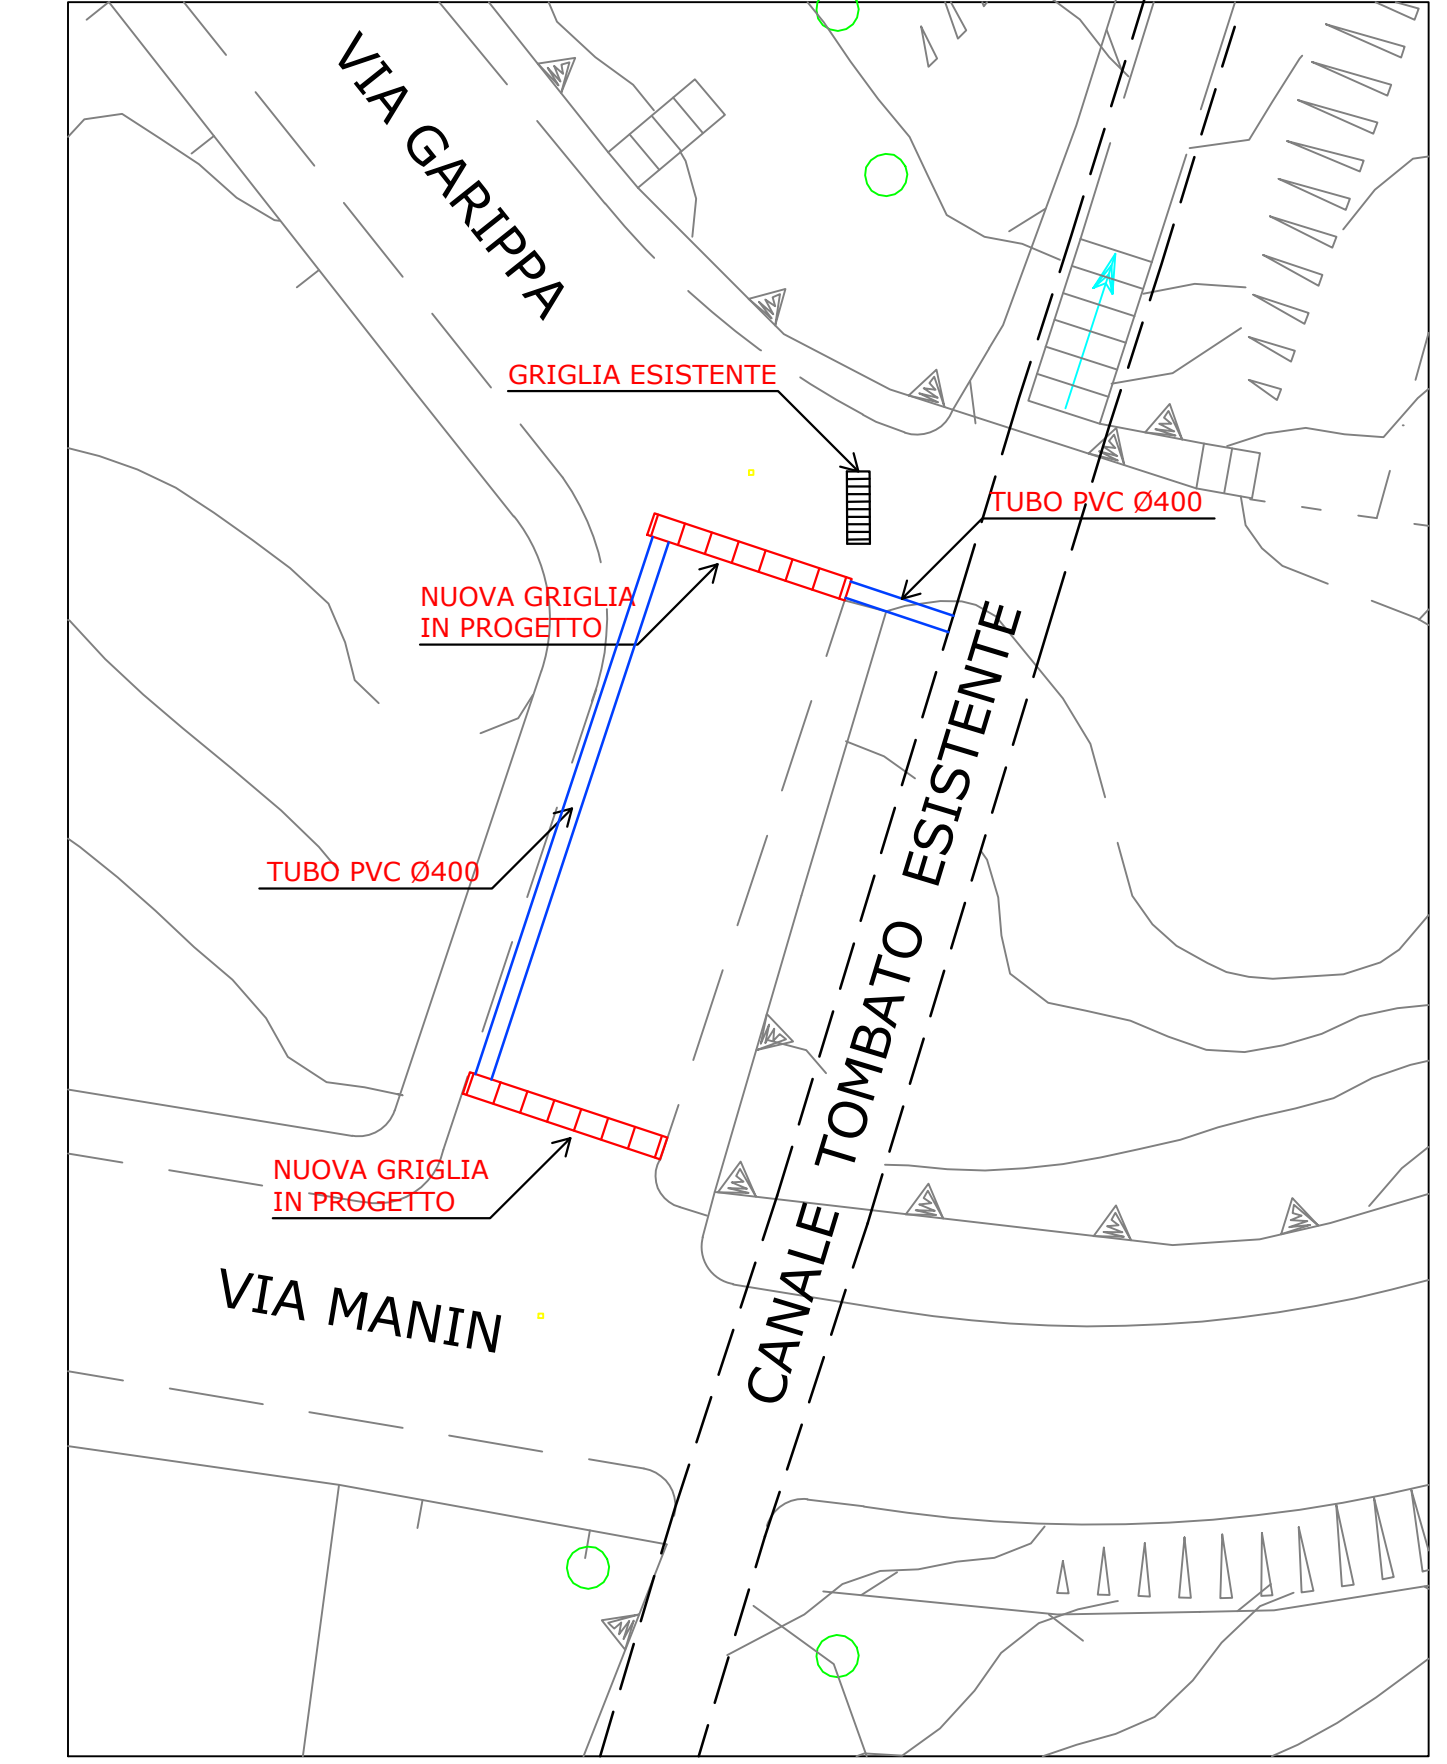 VIA GARIPPA
GRIGLIA ESISTENTE
TUBO PVC Ø400
NUOVA GRIGLIA
IN PROGETTO
TUBO PVC Ø400
CANALE TOMBATO ESISTENTE
NUOVA GRIGLIA
IN PROGETTO
VIA MANIN